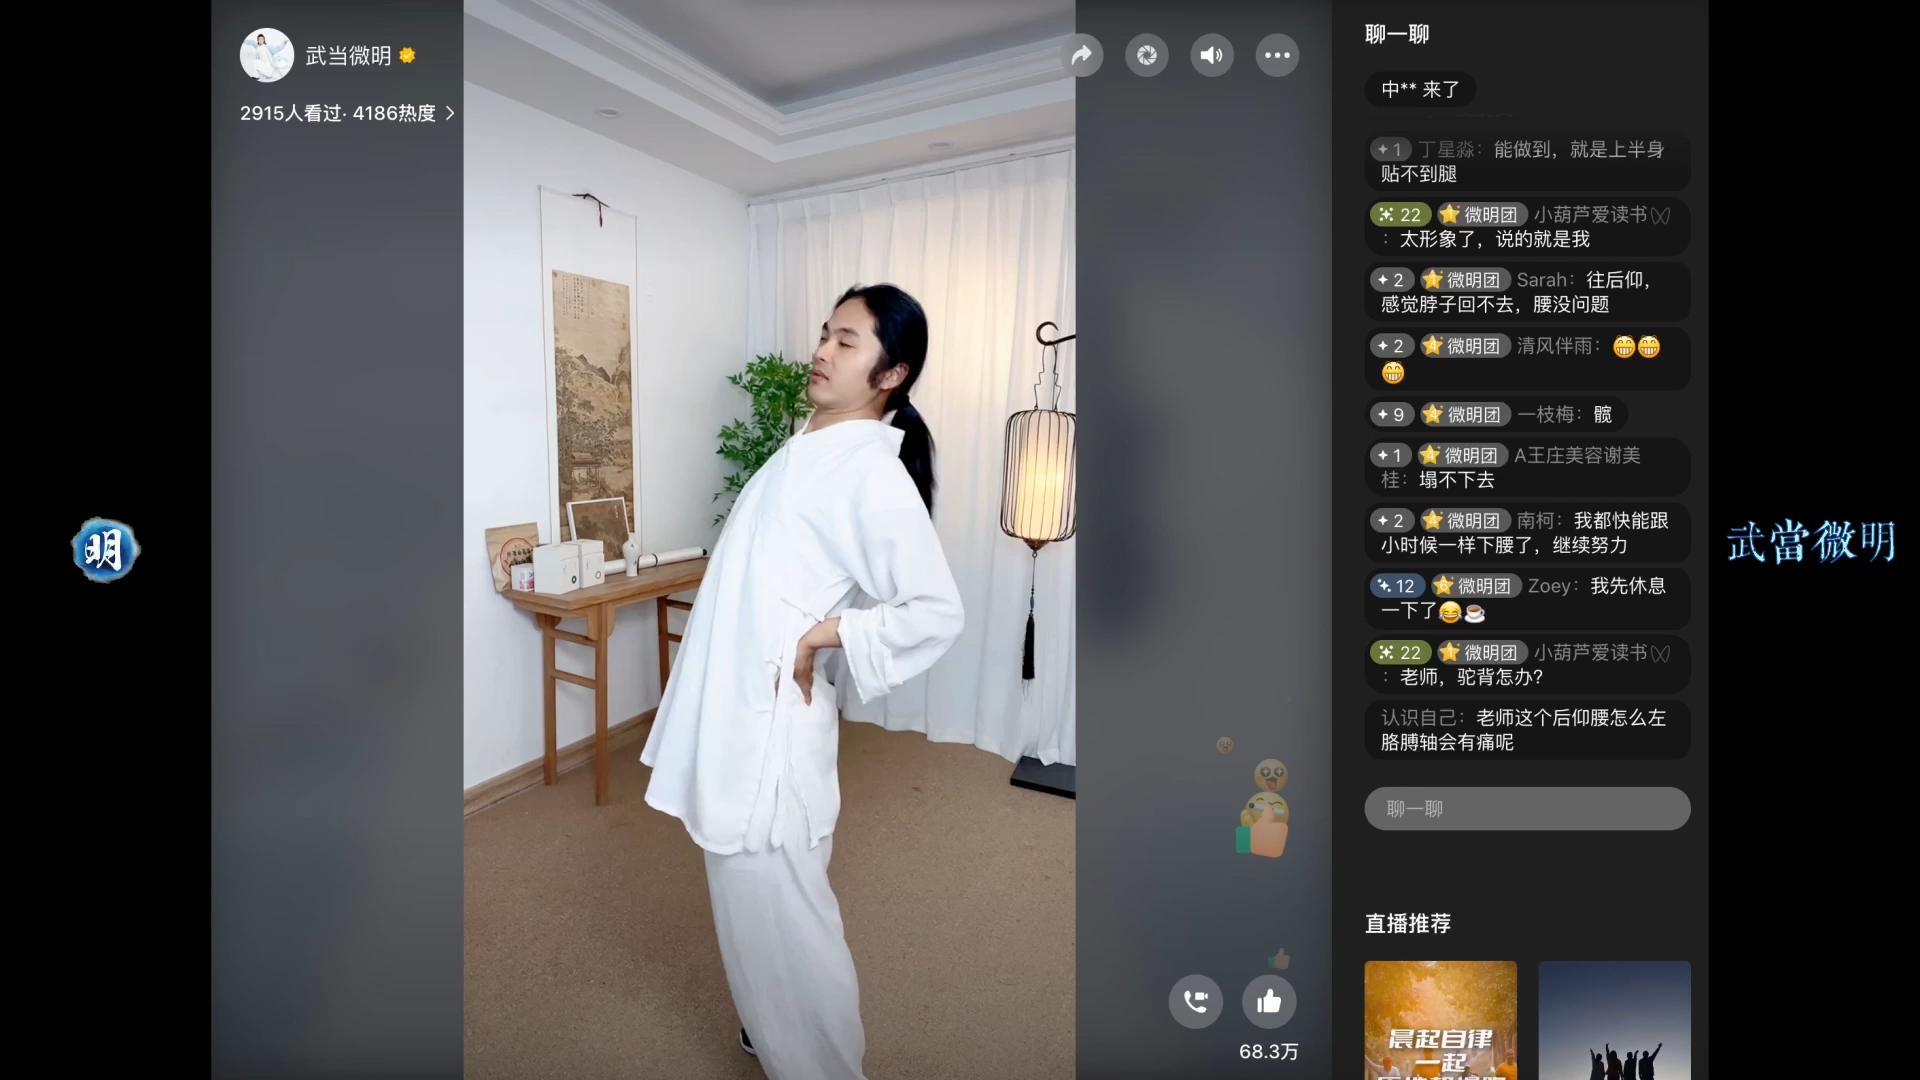 武当微明
2915人看过· 4186热度
聊一聊
中** 来了
1 丁星淼：能做到，就是上半身
贴不到腿
22 微明团 小葫芦爱读书
：太形象了，说的就是我
2 微明团 Sarah：往后仰，
感觉脖子回不去，腰没问题
2 微明团 清风伴雨：😁😁
😁
9 微明团 一枝梅：髋
1 微明团 A王庄美容谢美
桂：塌不下去
2 微明团 南柯：我都快能跟
小时候一样下腰了，继续努力
12 微明团 Zoey：我先休息
一下了😂☕
22 微明团 小葫芦爱读书
：老师，驼背怎办?
认识自己：老师这个后仰腰怎么左
胳膊轴会有痛呢
聊一聊
直播推荐
晨起自律
一起
68.3万
明
武當微明